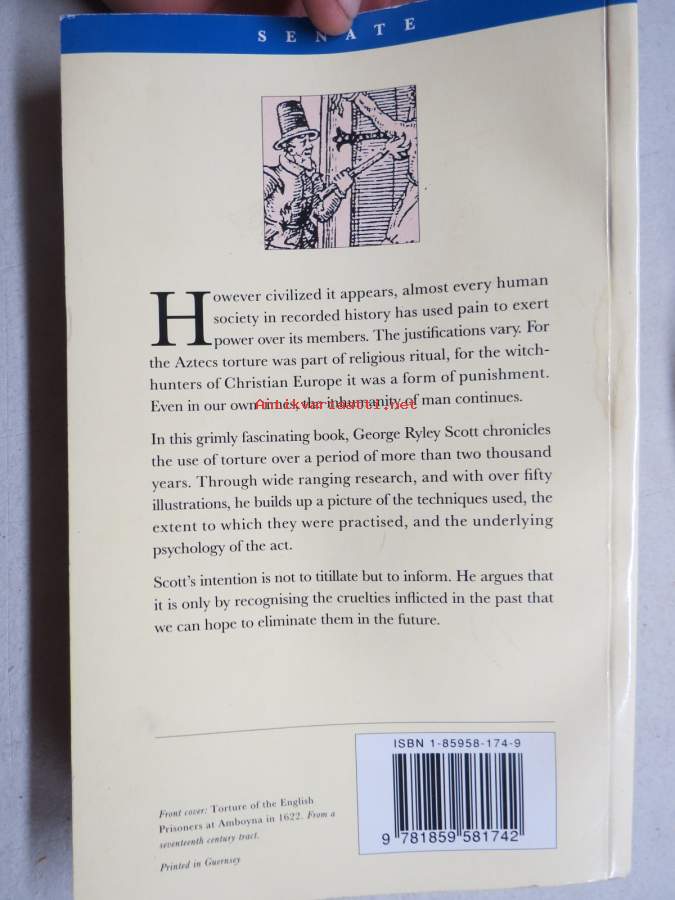 SENATE
However civilized it appears, almost every human
society in recorded history has used pain to exert
power over its members. The justifications vary. For
the Aztecs torture was part of religious ritual, for the witch-
hunters of Christian Europe it was a form of punishment.
Even in our own times, the inhumanity of man continues.
Antikvariaatti.net
In this grimly fascinating book, George Ryley Scott chronicles
the use of torture over a period of more than two thousand
years. Through wide ranging research, and with over fifty
illustrations, he builds up a picture of the techniques used, the
extent to which they were practised, and the underlying
psychology of the act.
Scott's intention is not to titillate but to inform. He argues that
it is only by recognising the cruelties inflicted in the past that
we can hope to eliminate them in the future.
ISBN 1-85958-174-9
9 781859 581742
Front cover: Torture of the English
Prisoners at Amboyna in 1622. From a
seventeenth century tract.
Printed in Guernsey